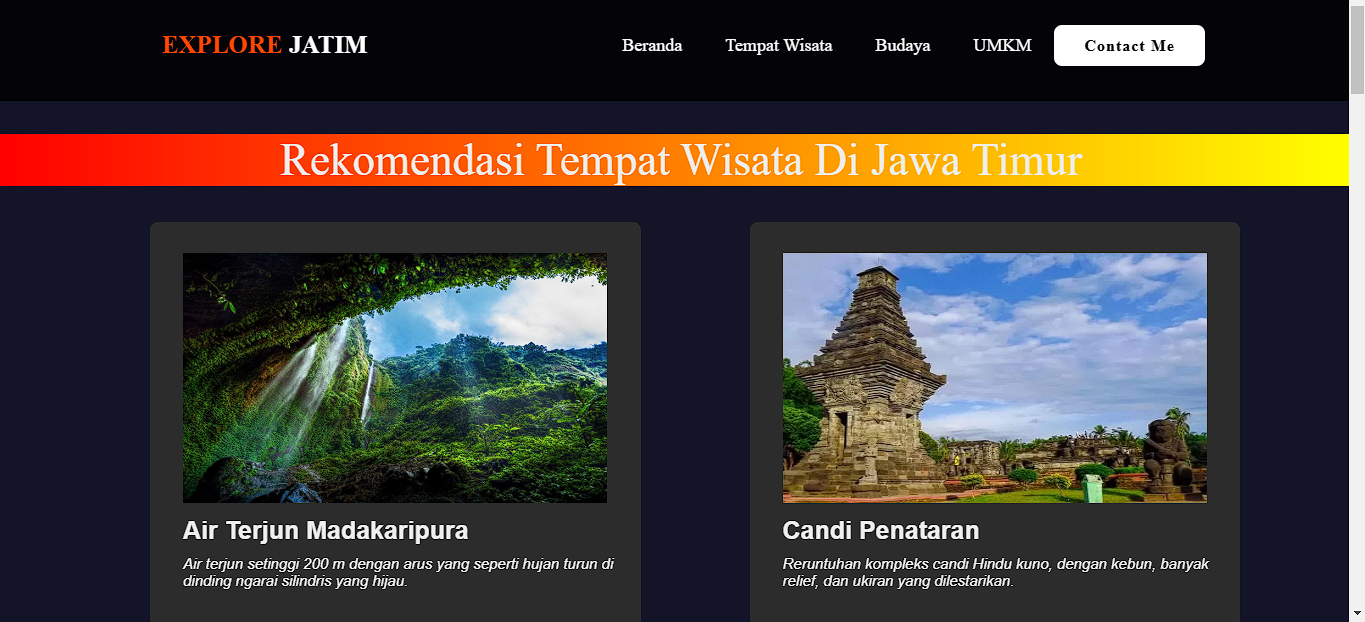 EXPLORE JATIM
Beranda Tempat Wisata Budaya UMKM Contact Me
Rekomendasi Tempat Wisata Di Jawa Timur
Air Terjun Madakaripura
Air terjun setinggi 200 m dengan arus yang seperti hujan turun di
dinding ngarai silindris yang hijau.
Candi Penataran
Reruntuhan kompleks candi Hindu kuno, dengan kebun, banyak
relief, dan ukiran yang dilestarikan.